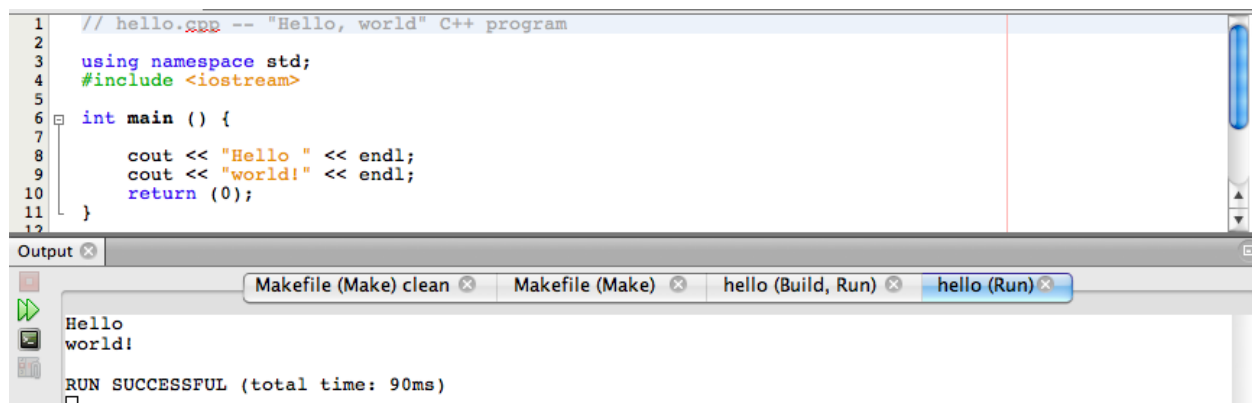 1 // hello.cpp -- "Hello, world" C++ program
2
3 using namespace std;
4 #include <iostream>
5
6 int main () {
7
8 cout << "Hello " << endl;
9 cout << "world!" << endl;
10 return (0);
11 }
12
Output
Makefile (Make) clean Makefile (Make) hello (Build, Run) hello (Run)
Hello
world!
RUN SUCCESSFUL (total time: 90ms)